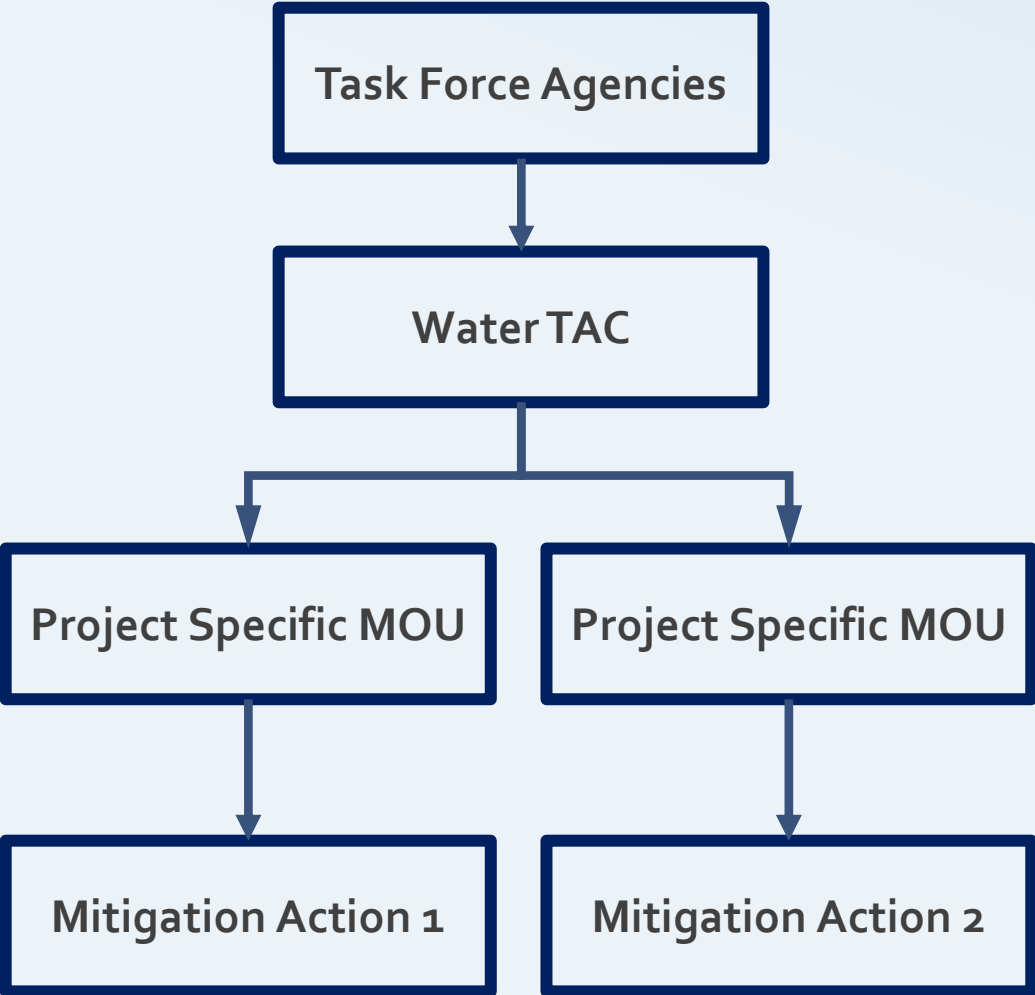 Task Force Agencies
Water TAC
Project Specific MOU
Project Specific MOU
Mitigation Action 1
Mitigation Action 2